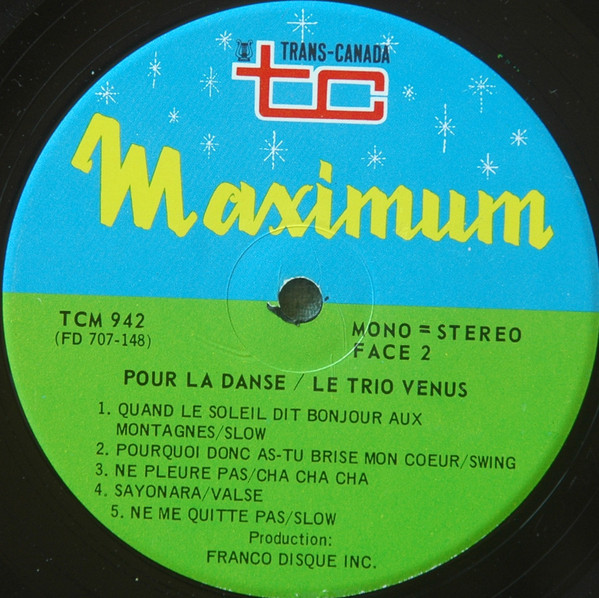 TRANS-CANADA
tc
Maximum
TCM 942
(FD 707-148)
MONO = STEREO
FACE 2
POUR LA DANSE / LE TRIO VENUS
1. QUAND LE SOLEIL DIT BONJOUR AUX
MONTAGNES/SLOW
2. POURQUOI DONC AS-TU BRISE MON COEUR/SWING
3. NE PLEURE PAS/CHA CHA CHA
4. SAYONARA/VALSE
5. NE ME QUITTE PAS/SLOW
Production:
FRANCO DISQUE INC.